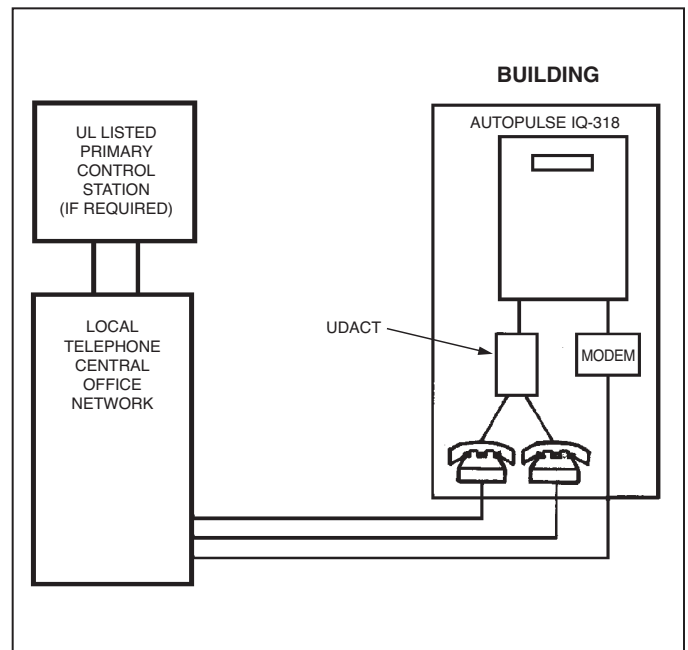 BUILDING
AUTOPULSE IQ-318
UL LISTED
PRIMARY
CONTROL
STATION
(IF REQUIRED)
LOCAL
TELEPHONE
CENTRAL
OFFICE
NETWORK
UDACT
MODEM